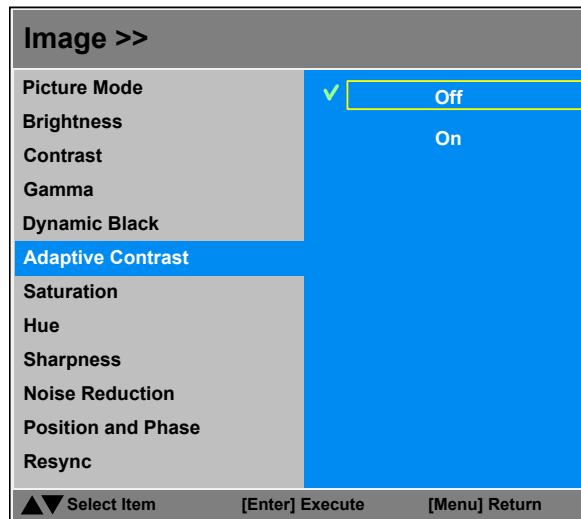 Image >>
Picture Mode
Brightness
Contrast
Gamma
Dynamic Black
Adaptive Contrast
Saturation
Hue
Sharpness
Noise Reduction
Position and Phase
Resync
Off
On
Select Item [Enter] Execute [Menu] Return